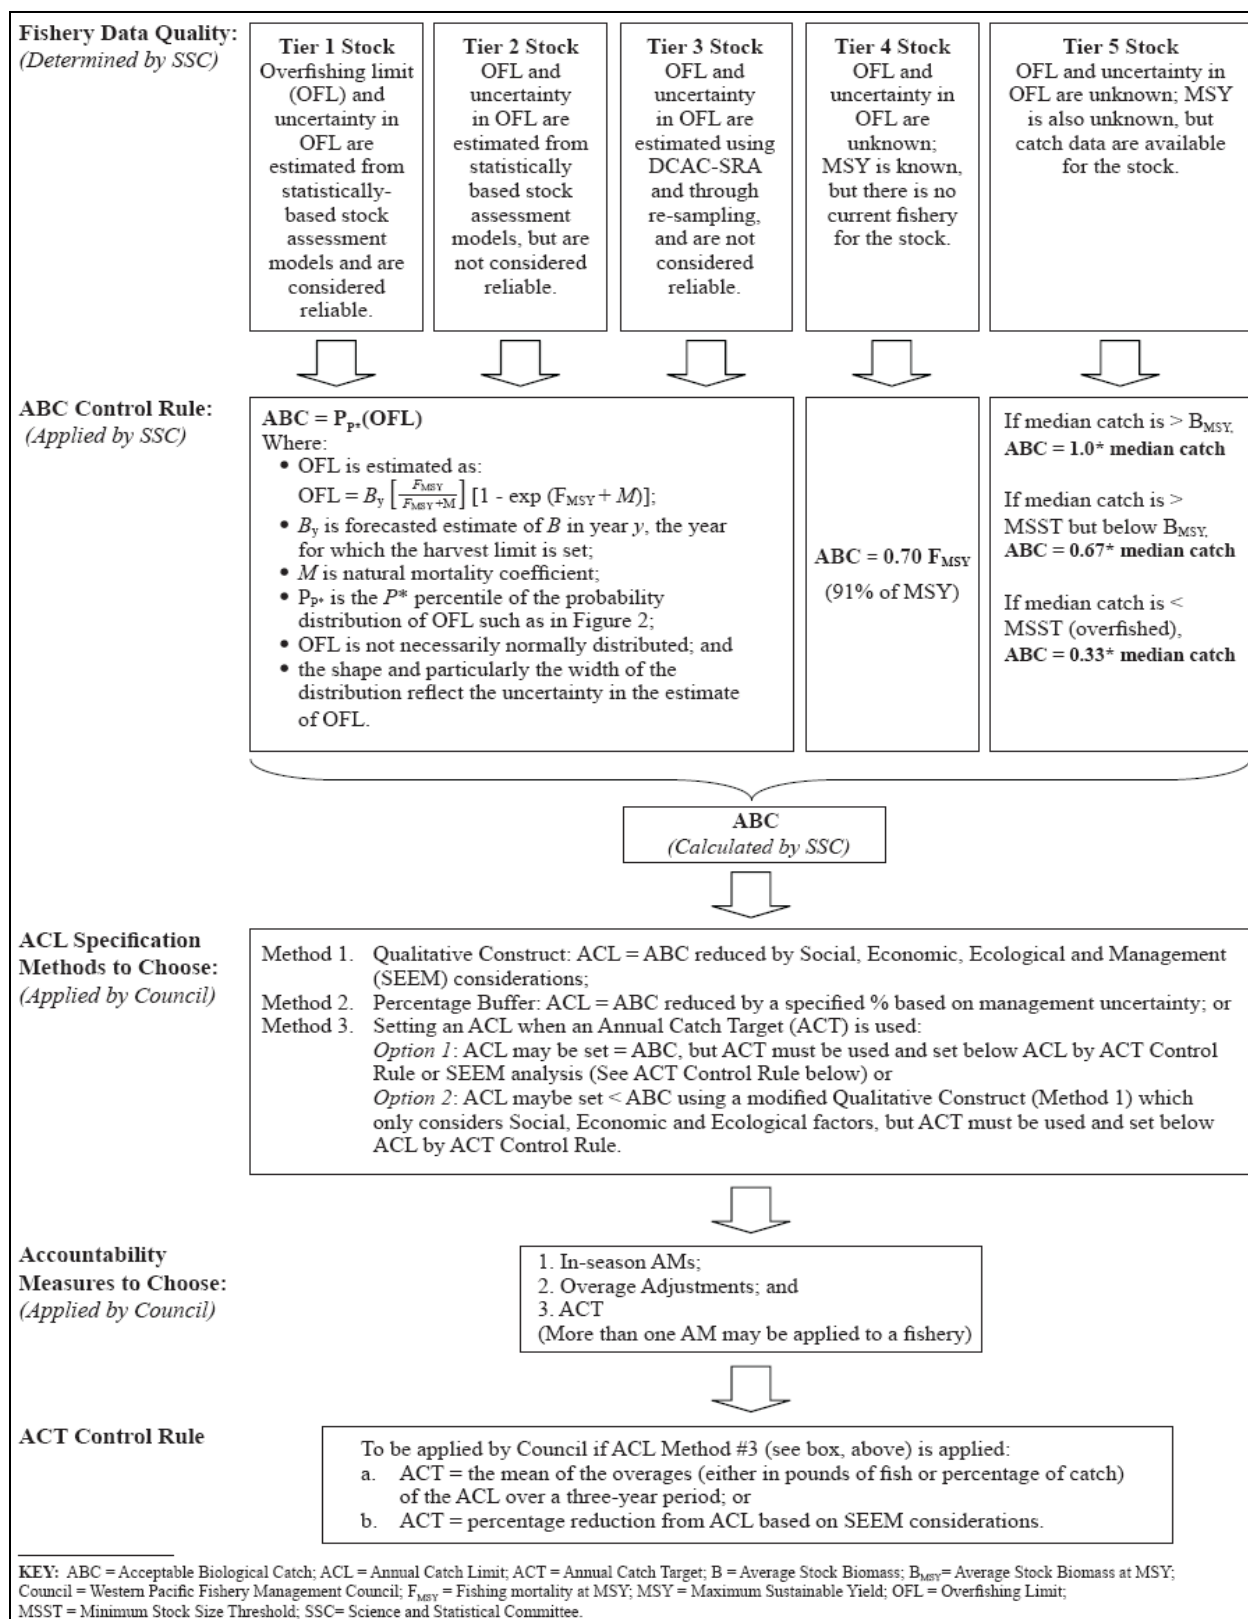 Fishery Data Quality:
(Determined by SSC)
Tier 1 Stock
Overfishing limit
(OFL) and
uncertainty in
OFL are
estimated from
statistically-
based stock
assessment
models and are
considered
reliable.
Tier 2 Stock
OFL and
uncertainty
in OFL are
estimated from
statistically
based stock
assessment
models, but are
not considered
reliable.
Tier 3 Stock
OFL and
uncertainty
in OFL are
estimated using
DCAC-SRA
and through
re-sampling,
and are not
considered
reliable.
Tier 4 Stock
OFL and
uncertainty in
OFL are
unknown;
MSY is known,
but there is no
current fishery
for the stock.
Tier 5 Stock
OFL and uncertainty in
OFL are unknown; MSY
is also unknown, but
catch data are available
for the stock.
ABC Control Rule:
(Applied by SSC)
ABC = P_P*(OFL)
Where:
• OFL is estimated as:
OFL = B_y [F_MSY / F_MSY+M] [1 - exp (F_MSY + M)];
• B_y is forecasted estimate of B in year y, the year
for which the harvest limit is set;
• M is natural mortality coefficient;
• P_P* is the P* percentile of the probability
distribution of OFL such as in Figure 2;
• OFL is not necessarily normally distributed; and
• the shape and particularly the width of the
distribution reflect the uncertainty in the estimate
of OFL.
ABC = 0.70 F_MSY
(91% of MSY)
If median catch is > B_MSY,
ABC = 1.0* median catch
If median catch is >
MSST but below B_MSY,
ABC = 0.67* median catch
If median catch is <
MSST (overfished),
ABC = 0.33* median catch
ABC
(Calculated by SSC)
ACL Specification
Methods to Choose:
(Applied by Council)
Method 1. Qualitative Construct: ACL = ABC reduced by Social, Economic, Ecological and Management
(SEEM) considerations;
Method 2. Percentage Buffer: ACL = ABC reduced by a specified % based on management uncertainty; or
Method 3. Setting an ACL when an Annual Catch Target (ACT) is used:
Option 1: ACL may be set = ABC, but ACT must be used and set below ACL by ACT Control
Rule or SEEM analysis (See ACT Control Rule below) or
Option 2: ACL maybe set < ABC using a modified Qualitative Construct (Method 1) which
only considers Social, Economic and Ecological factors, but ACT must be used and set below
ACL by ACT Control Rule.
Accountability
Measures to Choose:
(Applied by Council)
1. In-season AMs;
2. Overage Adjustments; and
3. ACT
(More than one AM may be applied to a fishery)
ACT Control Rule
To be applied by Council if ACL Method #3 (see box, above) is applied:
a. ACT = the mean of the overages (either in pounds of fish or percentage of catch)
of the ACL over a three-year period; or
b. ACT = percentage reduction from ACL based on SEEM considerations.
KEY: ABC = Acceptable Biological Catch; ACL = Annual Catch Limit; ACT = Annual Catch Target; B = Average Stock Biomass; B_MSY= Average Stock Biomass at MSY;
Council = Western Pacific Fishery Management Council; F_MSY = Fishing mortality at MSY; MSY = Maximum Sustainable Yield; OFL = Overfishing Limit;
MSST = Minimum Stock Size Threshold; SSC= Science and Statistical Committee.